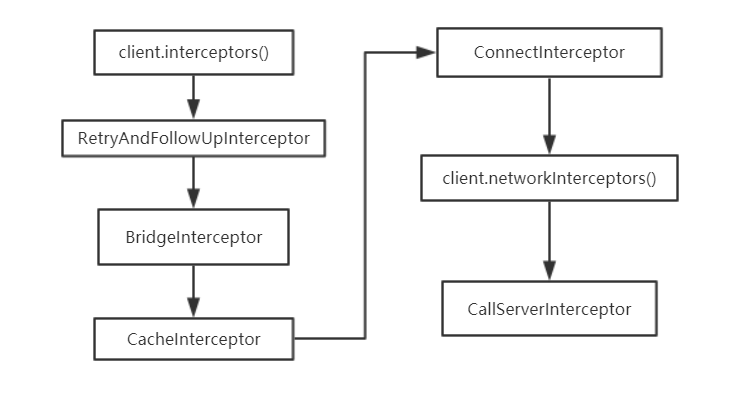 client.interceptors()
RetryAndFollowUpInterceptor
BridgeInterceptor
CacheInterceptor
ConnectInterceptor
client.networkInterceptors()
CallServerInterceptor